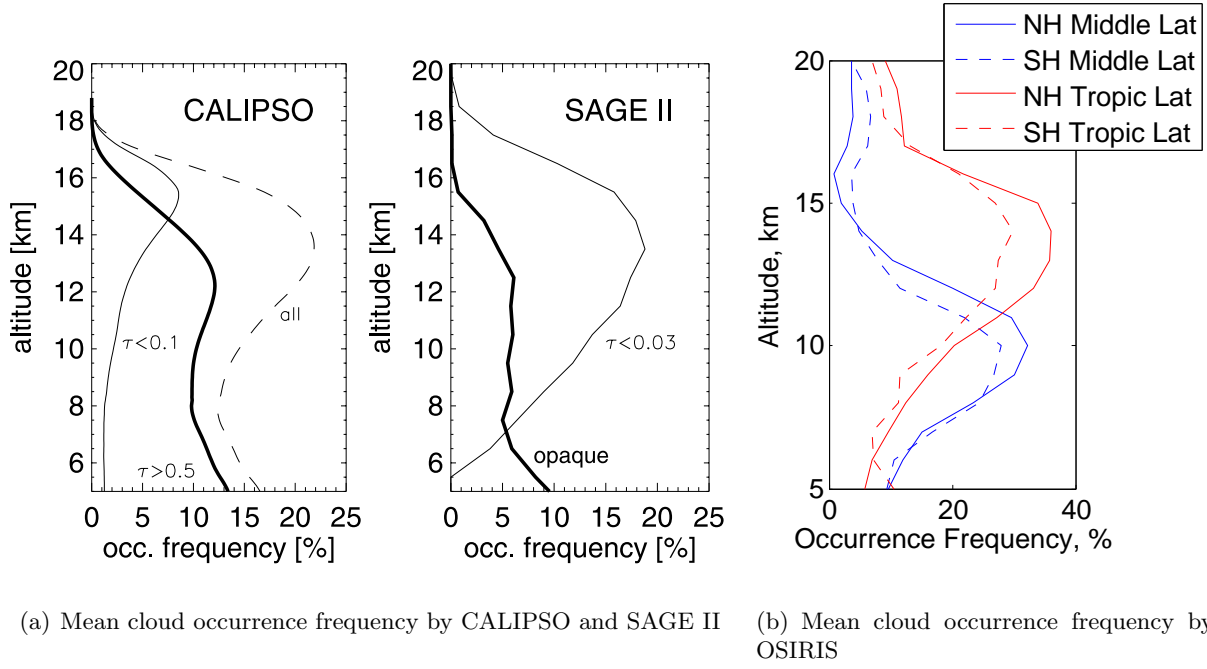 CALIPSO
20
18
16
14
12
10
8
6
altitude [km]
τ<0.1
all
τ>0.5
0 5 10 15 20 25
occ. frequency [%]
SAGE II
20
18
16
14
12
10
8
6
altitude [km]
τ<0.03
opaque
0 5 10 15 20 25
occ. frequency [%]
NH Middle Lat
SH Middle Lat
NH Tropic Lat
SH Tropic Lat
20
15
10
5
Altitude, km
0 20 40
Occurrence Frequency, %
(a) Mean cloud occurrence frequency by CALIPSO and SAGE II
(b) Mean cloud occurrence frequency by
OSIRIS